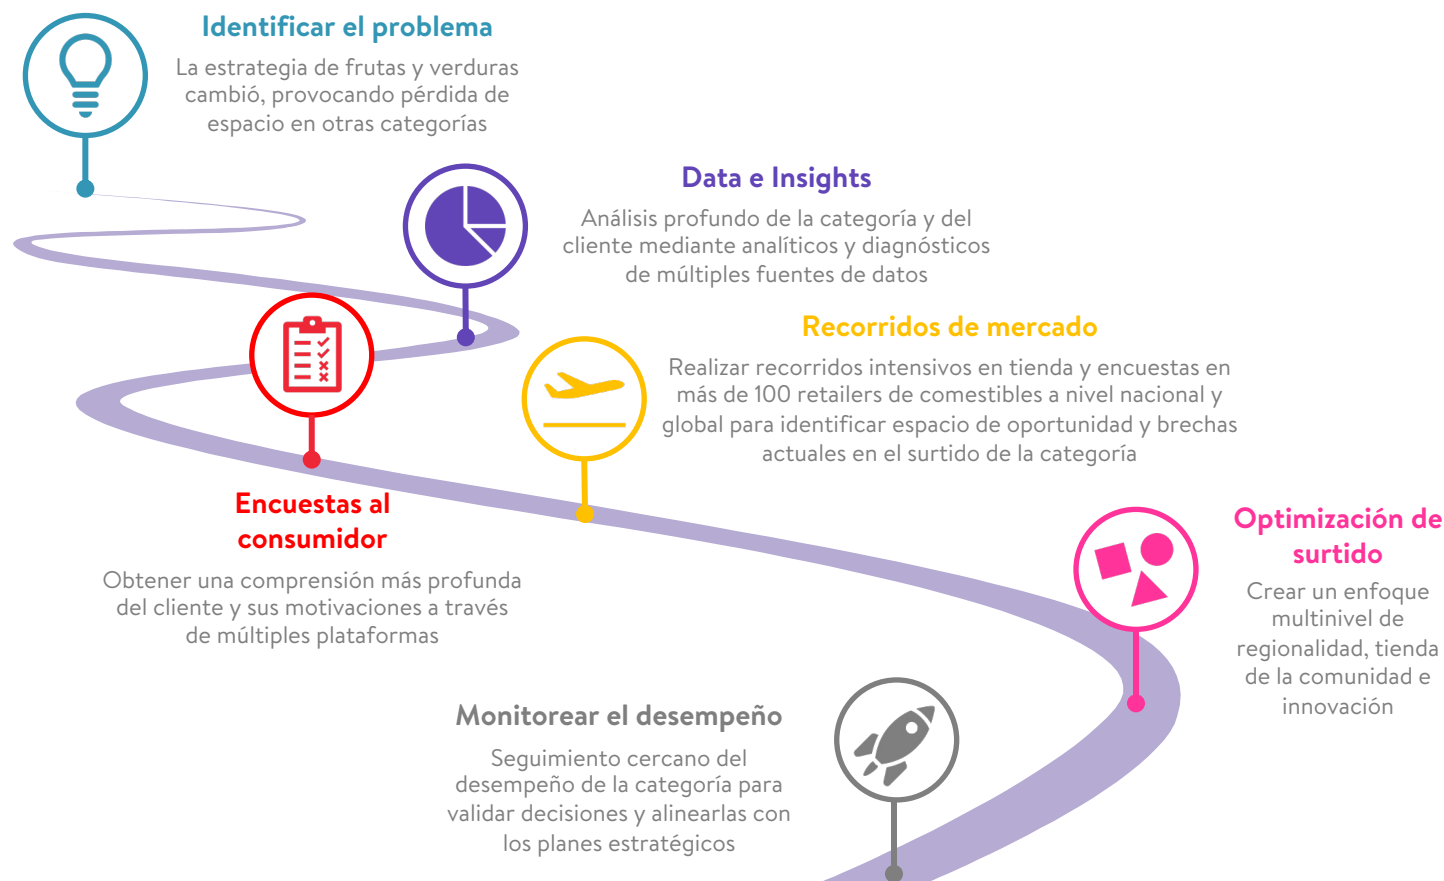 Identificar el problema
La estrategia de frutas y verduras
cambió, provocando pérdida de
espacio en otras categorías
Data e Insights
Análisis profundo de la categoría y del
cliente mediante analíticos y diagnósticos
de múltiples fuentes de datos
Recorridos de mercado
Realizar recorridos intensivos en tienda y encuestas en
más de 100 retailers de comestibles a nivel nacional y
global para identificar espacio de oportunidad y brechas
actuales en el surtido de la categoría
Encuestas al
consumidor
Obtener una comprensión más profunda
del cliente y sus motivaciones a través
de múltiples plataformas
Optimización de
surtido
Crear un enfoque
multinivel de
regionalidad, tienda
de la comunidad e
innovación
Monitorear el desempeño
Seguimiento cercano del
desempeño de la categoría para
validar decisiones y alinearlas con
los planes estratégicos